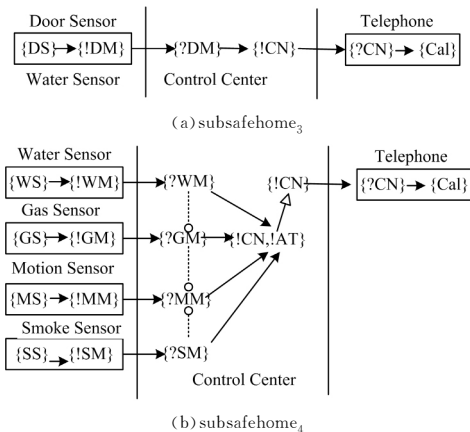 Door Sensor
Telephone
{DS} {!DM} {?DM} {!CN} {?CN} {Cal}
Water Sensor Control Center
(a) subsafehome3
Water Sensor
Telephone
{WS} {!WM} {?WM} {!CN} {?CN} {Cal}
Gas Sensor
{GS} {!GM} {?GM} {!CN,!AT}
Motion Sensor
{MS} {!MM} {?MM}
Smoke Sensor
{SS} {!SM} {?SM}
Control Center
(b) subsafehome4